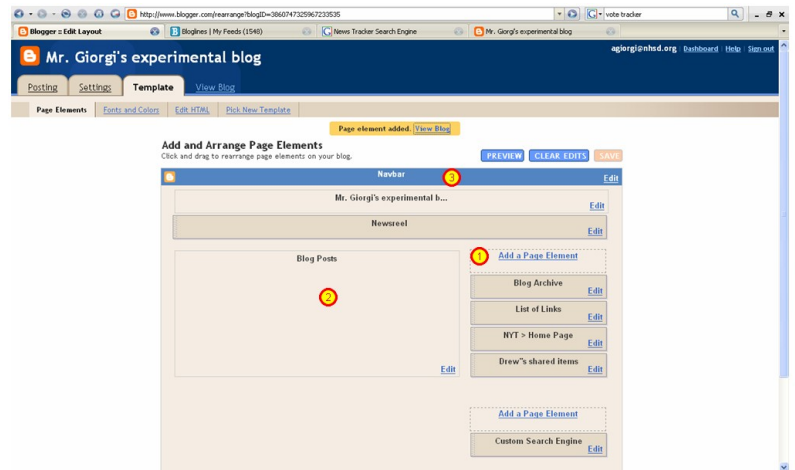 http://www.blogger.com/rearrange?blogID=3860747325967233535
vote tracker
Blogger :: Edit Layout
Bloglines | My Feeds (1548)
News Tracker Search Engine
Mr. Giorgi's experimental blog
agiorgi@nhsd.org Dashboard Help Sign out
Mr. Giorgi's experimental blog
Posting Settings Template View Blog
Page Elements Fonts and Colors Edit HTML Pick New Template
Page element added. View Blog
Add and Arrange Page Elements
Click and drag to rearrange page elements on your blog.
PREVIEW CLEAR EDITS SAVE
Navbar 3 Edit
Mr. Giorgi's experimental b...
Edit
Newsreel
Edit
Blog Posts
2
Edit
1 Add a Page Element
Blog Archive
Edit
List of Links
Edit
NYT > Home Page
Edit
Drew"s shared items
Edit
Add a Page Element
Custom Search Engine
Edit